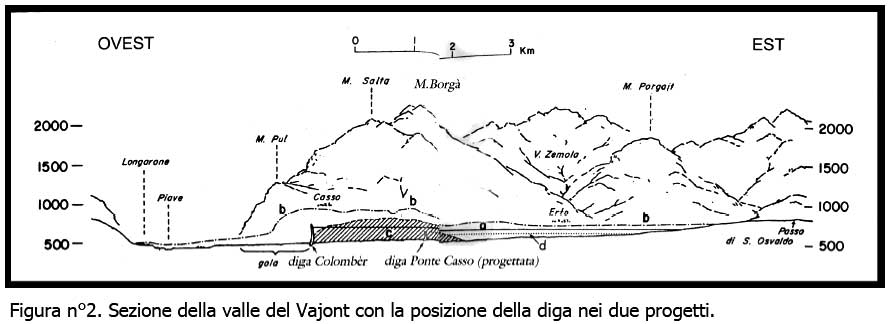 OVEST
0 1 2 3 Km
EST
M. Salta
M.Borgà
M. Porgait
2000
2000
M. Pul
Longarone
V. Zemola
1500
1500
Piave
Casso
V
1000
b
b
Erto
b
1000
a
c
d
Passo
di S. Osvaldo
500
500
gola
diga Colombèr
diga Ponte Casso (progettata)
Figura n°2. Sezione della valle del Vajont con la posizione della diga nei due progetti.